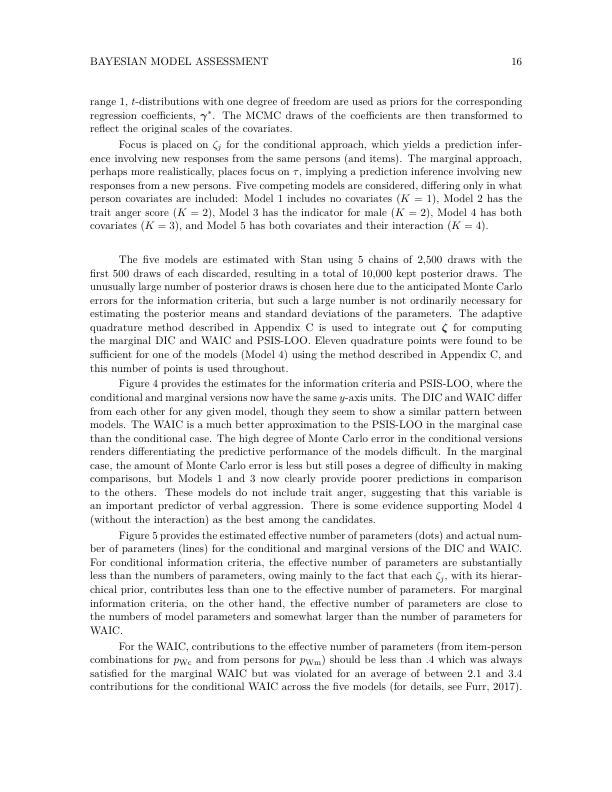 BAYESIAN MODEL ASSESSMENT 16
range 1, t-distributions with one degree of freedom are used as priors for the corresponding
regression coefficients, γ*. The MCMC draws of the coefficients are then transformed to
reflect the original scales of the covariates.
Focus is placed on ζj for the conditional approach, which yields a prediction infer-
ence involving new responses from the same persons (and items). The marginal approach,
perhaps more realistically, places focus on τ, implying a prediction inference involving new
responses from a new persons. Five competing models are considered, differing only in what
person covariates are included: Model 1 includes no covariates (K = 1), Model 2 has the
trait anger score (K = 2), Model 3 has the indicator for male (K = 2), Model 4 has both
covariates (K = 3), and Model 5 has both covariates and their interaction (K = 4).
The five models are estimated with Stan using 5 chains of 2,500 draws with the
first 500 draws of each discarded, resulting in a total of 10,000 kept posterior draws. The
unusually large number of posterior draws is chosen here due to the anticipated Monte Carlo
errors for the information criteria, but such a large number is not ordinarily necessary for
estimating the posterior means and standard deviations of the parameters. The adaptive
quadrature method described in Appendix C is used to integrate out ζ for computing
the marginal DIC and WAIC and PSIS-LOO. Eleven quadrature points were found to be
sufficient for one of the models (Model 4) using the method described in Appendix C, and
this number of points is used throughout.
Figure 4 provides the estimates for the information criteria and PSIS-LOO, where the
conditional and marginal versions now have the same y-axis units. The DIC and WAIC differ
from each other for any given model, though they seem to show a similar pattern between
models. The WAIC is a much better approximation to the PSIS-LOO in the marginal case
than the conditional case. The high degree of Monte Carlo error in the conditional versions
renders differentiating the predictive performance of the models difficult. In the marginal
case, the amount of Monte Carlo error is less but still poses a degree of difficulty in making
comparisons, but Models 1 and 3 now clearly provide poorer predictions in comparison
to the others. These models do not include trait anger, suggesting that this variable is
an important predictor of verbal aggression. There is some evidence supporting Model 4
(without the interaction) as the best among the candidates.
Figure 5 provides the estimated effective number of parameters (dots) and actual num-
ber of parameters (lines) for the conditional and marginal versions of the DIC and WAIC.
For conditional information criteria, the effective number of parameters are substantially
less than the numbers of parameters, owing mainly to the fact that each ζj, with its hierar-
chical prior, contributes less than one to the effective number of parameters. For marginal
information criteria, on the other hand, the effective number of parameters are close to
the numbers of model parameters and somewhat larger than the number of parameters for
WAIC.
For the WAIC, contributions to the effective number of parameters (from item-person
combinations for pWc and from persons for pWm) should be less than .4 which was always
satisfied for the marginal WAIC but was violated for an average of between 2.1 and 3.4
contributions for the conditional WAIC across the five models (for details, see Furr, 2017).